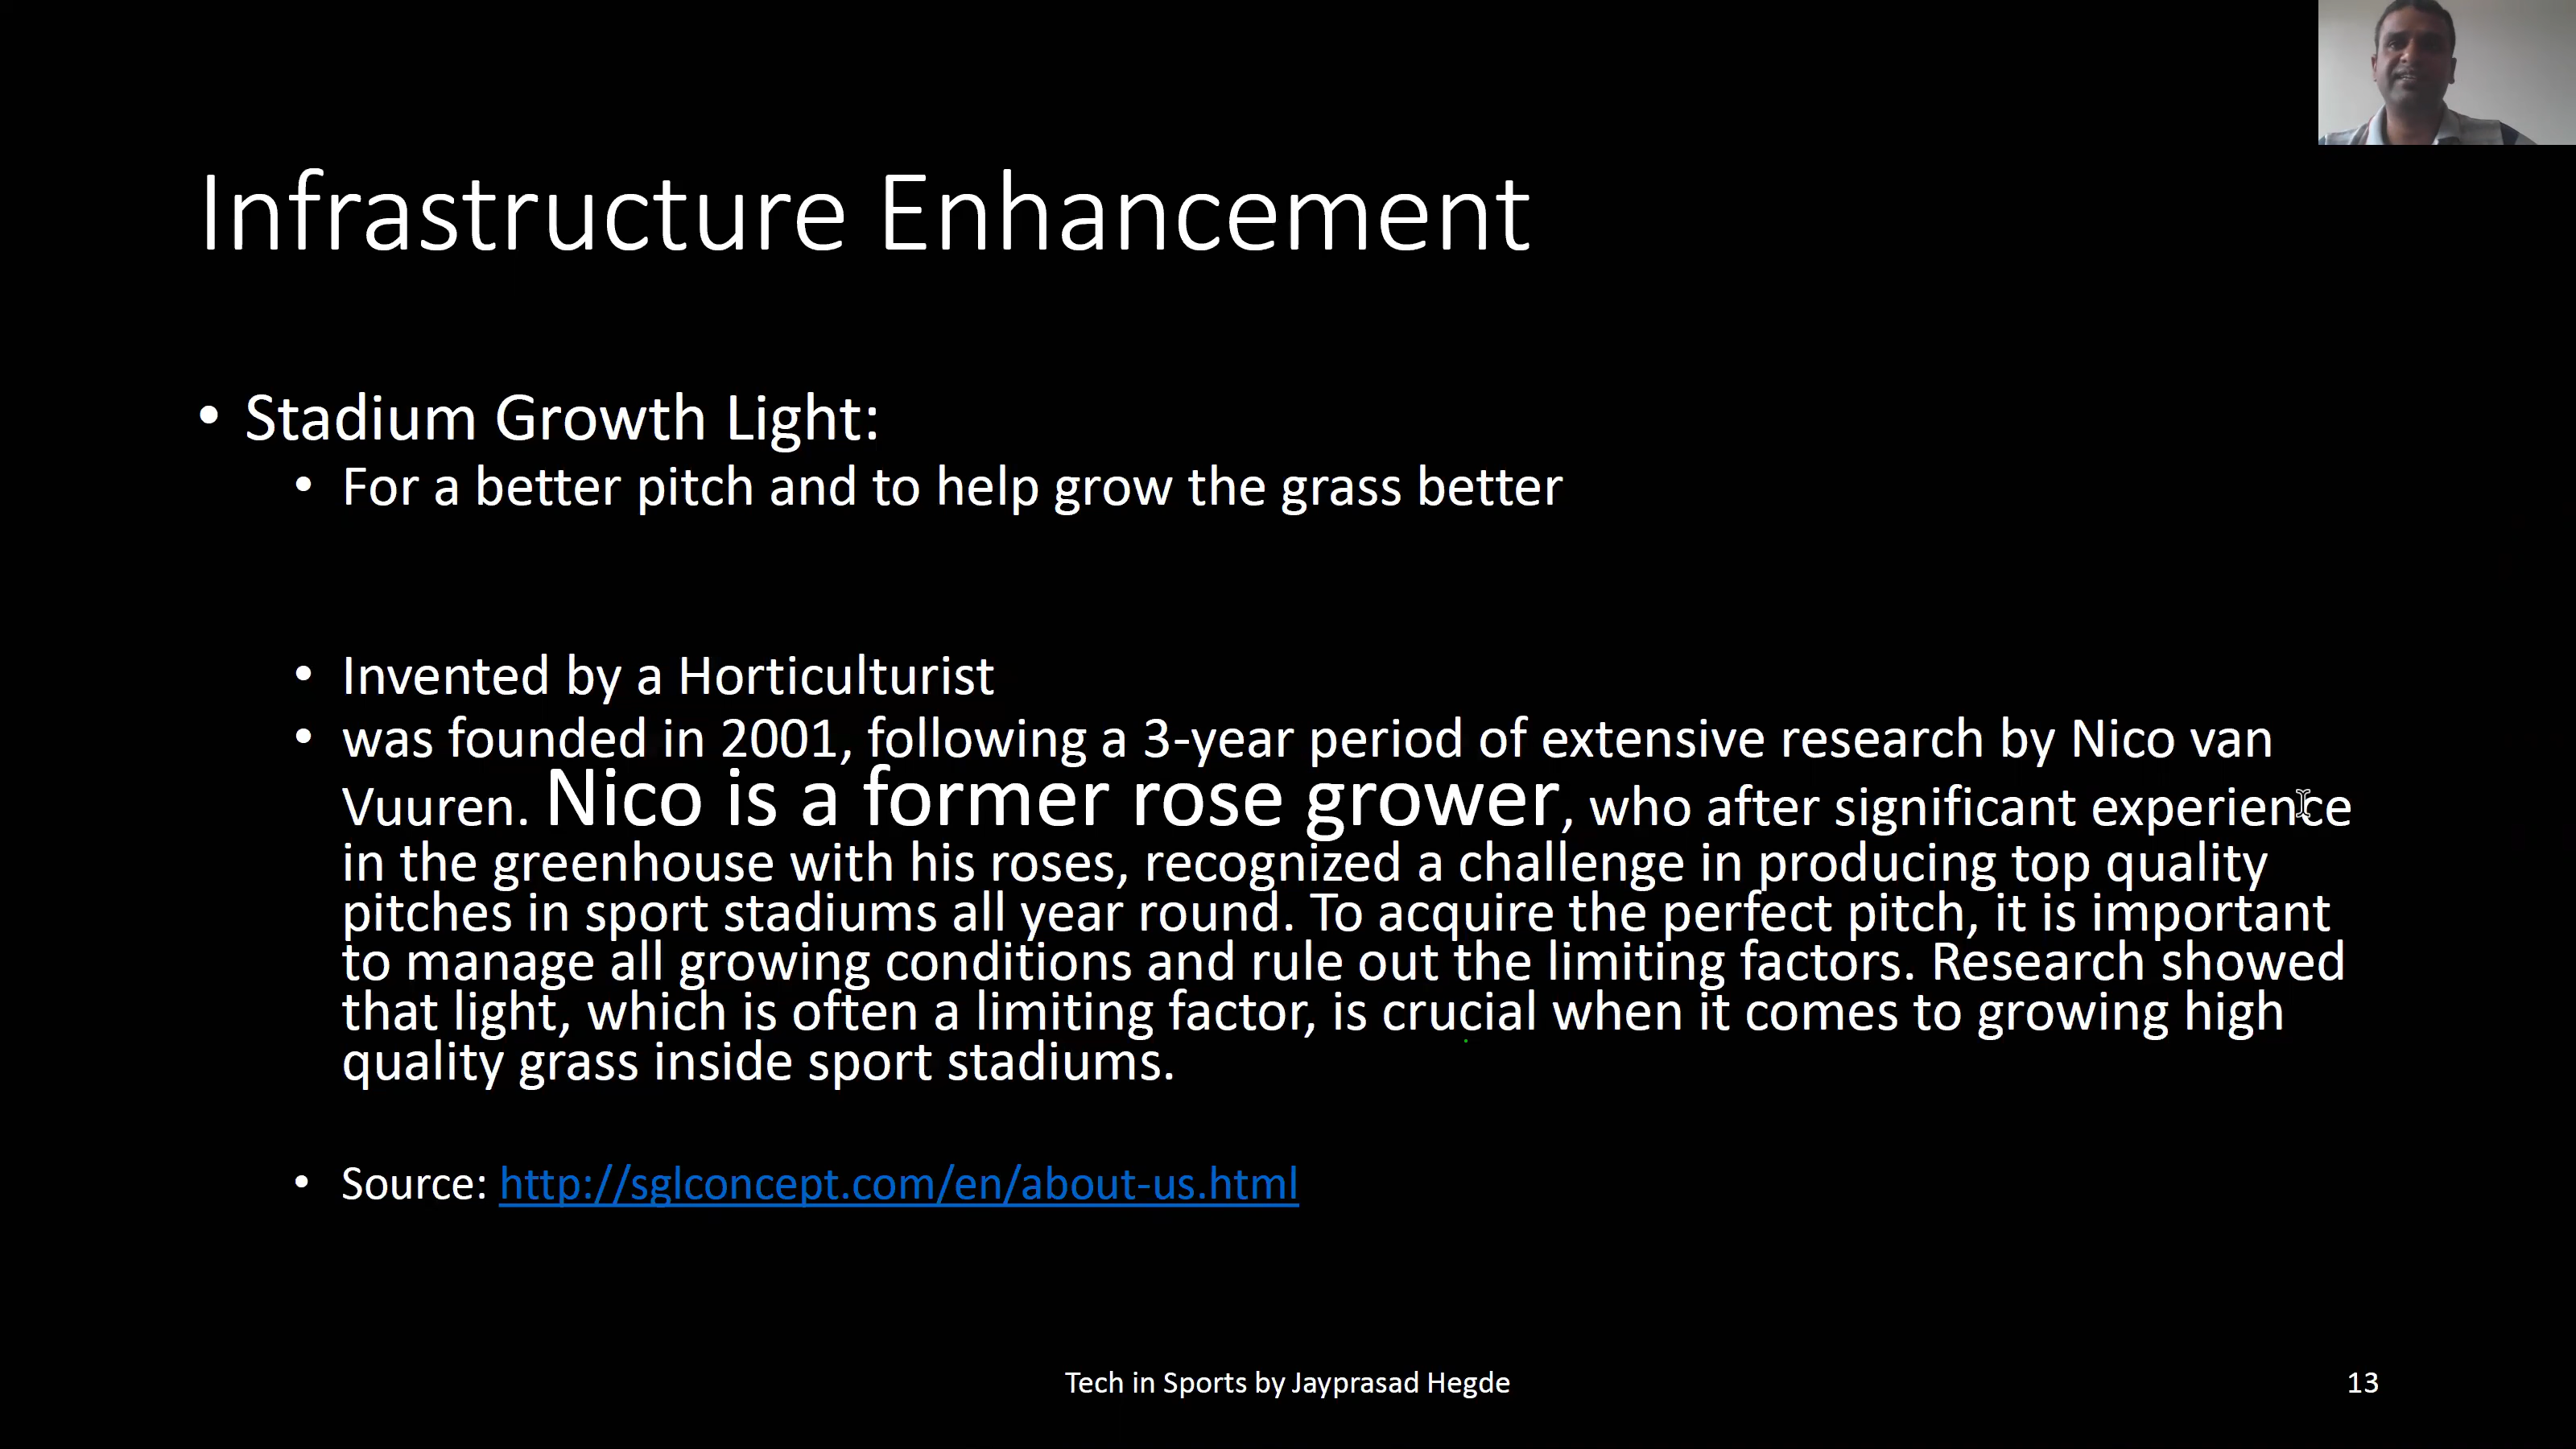 Infrastructure Enhancement
• Stadium Growth Light:
• For a better pitch and to help grow the grass better
• Invented by a Horticulturist
• was founded in 2001, following a 3-year period of extensive research by Nico van
Vuuren. Nico is a former rose grower, who after significant experience
in the greenhouse with his roses, recognized a challenge in producing top quality
pitches in sport stadiums all year round. To acquire the perfect pitch, it is important
to manage all growing conditions and rule out the limiting factors. Research showed
that light, which is often a limiting factor, is crucial when it comes to growing high
quality grass inside sport stadiums.
• Source: http://sglconcept.com/en/about-us.html
Tech in Sports by Jayprasad Hegde
13